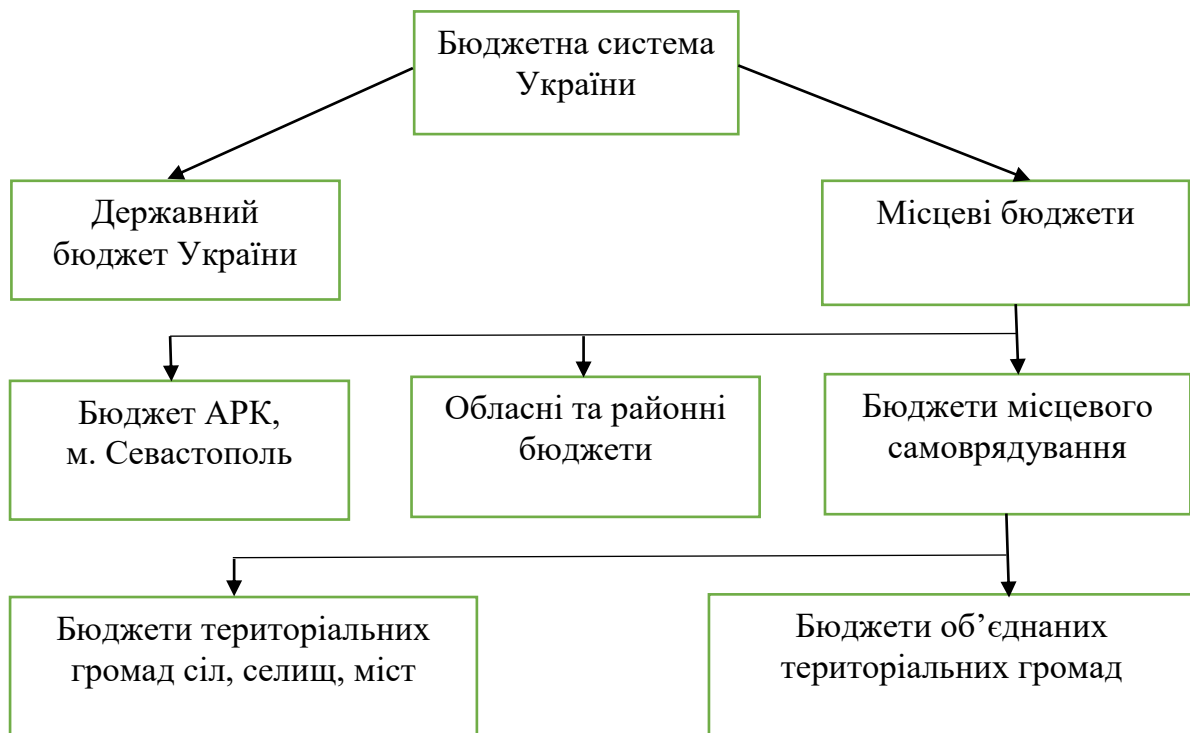 Бюджетна система
України
Державний
бюджет України
Місцеві бюджети
Бюджет АРК,
м. Севастополь
Обласні та районні
бюджети
Бюджети місцевого
самоврядування
Бюджети територіальних
громад сіл, селищ, міст
Бюджети об’єднаних
територіальних громад